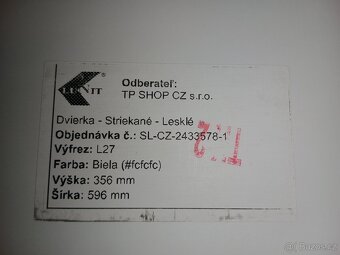 Odberateľ:
TP SHOP CZ s.r.o.
Dvierka - Striekané - Lesklé
Objednávka č.: SL-CZ-2433578-1
Výfrez: L27
Farba: Biela (#fcfcfc)
Výška: 356 mm
Šírka: 596 mm